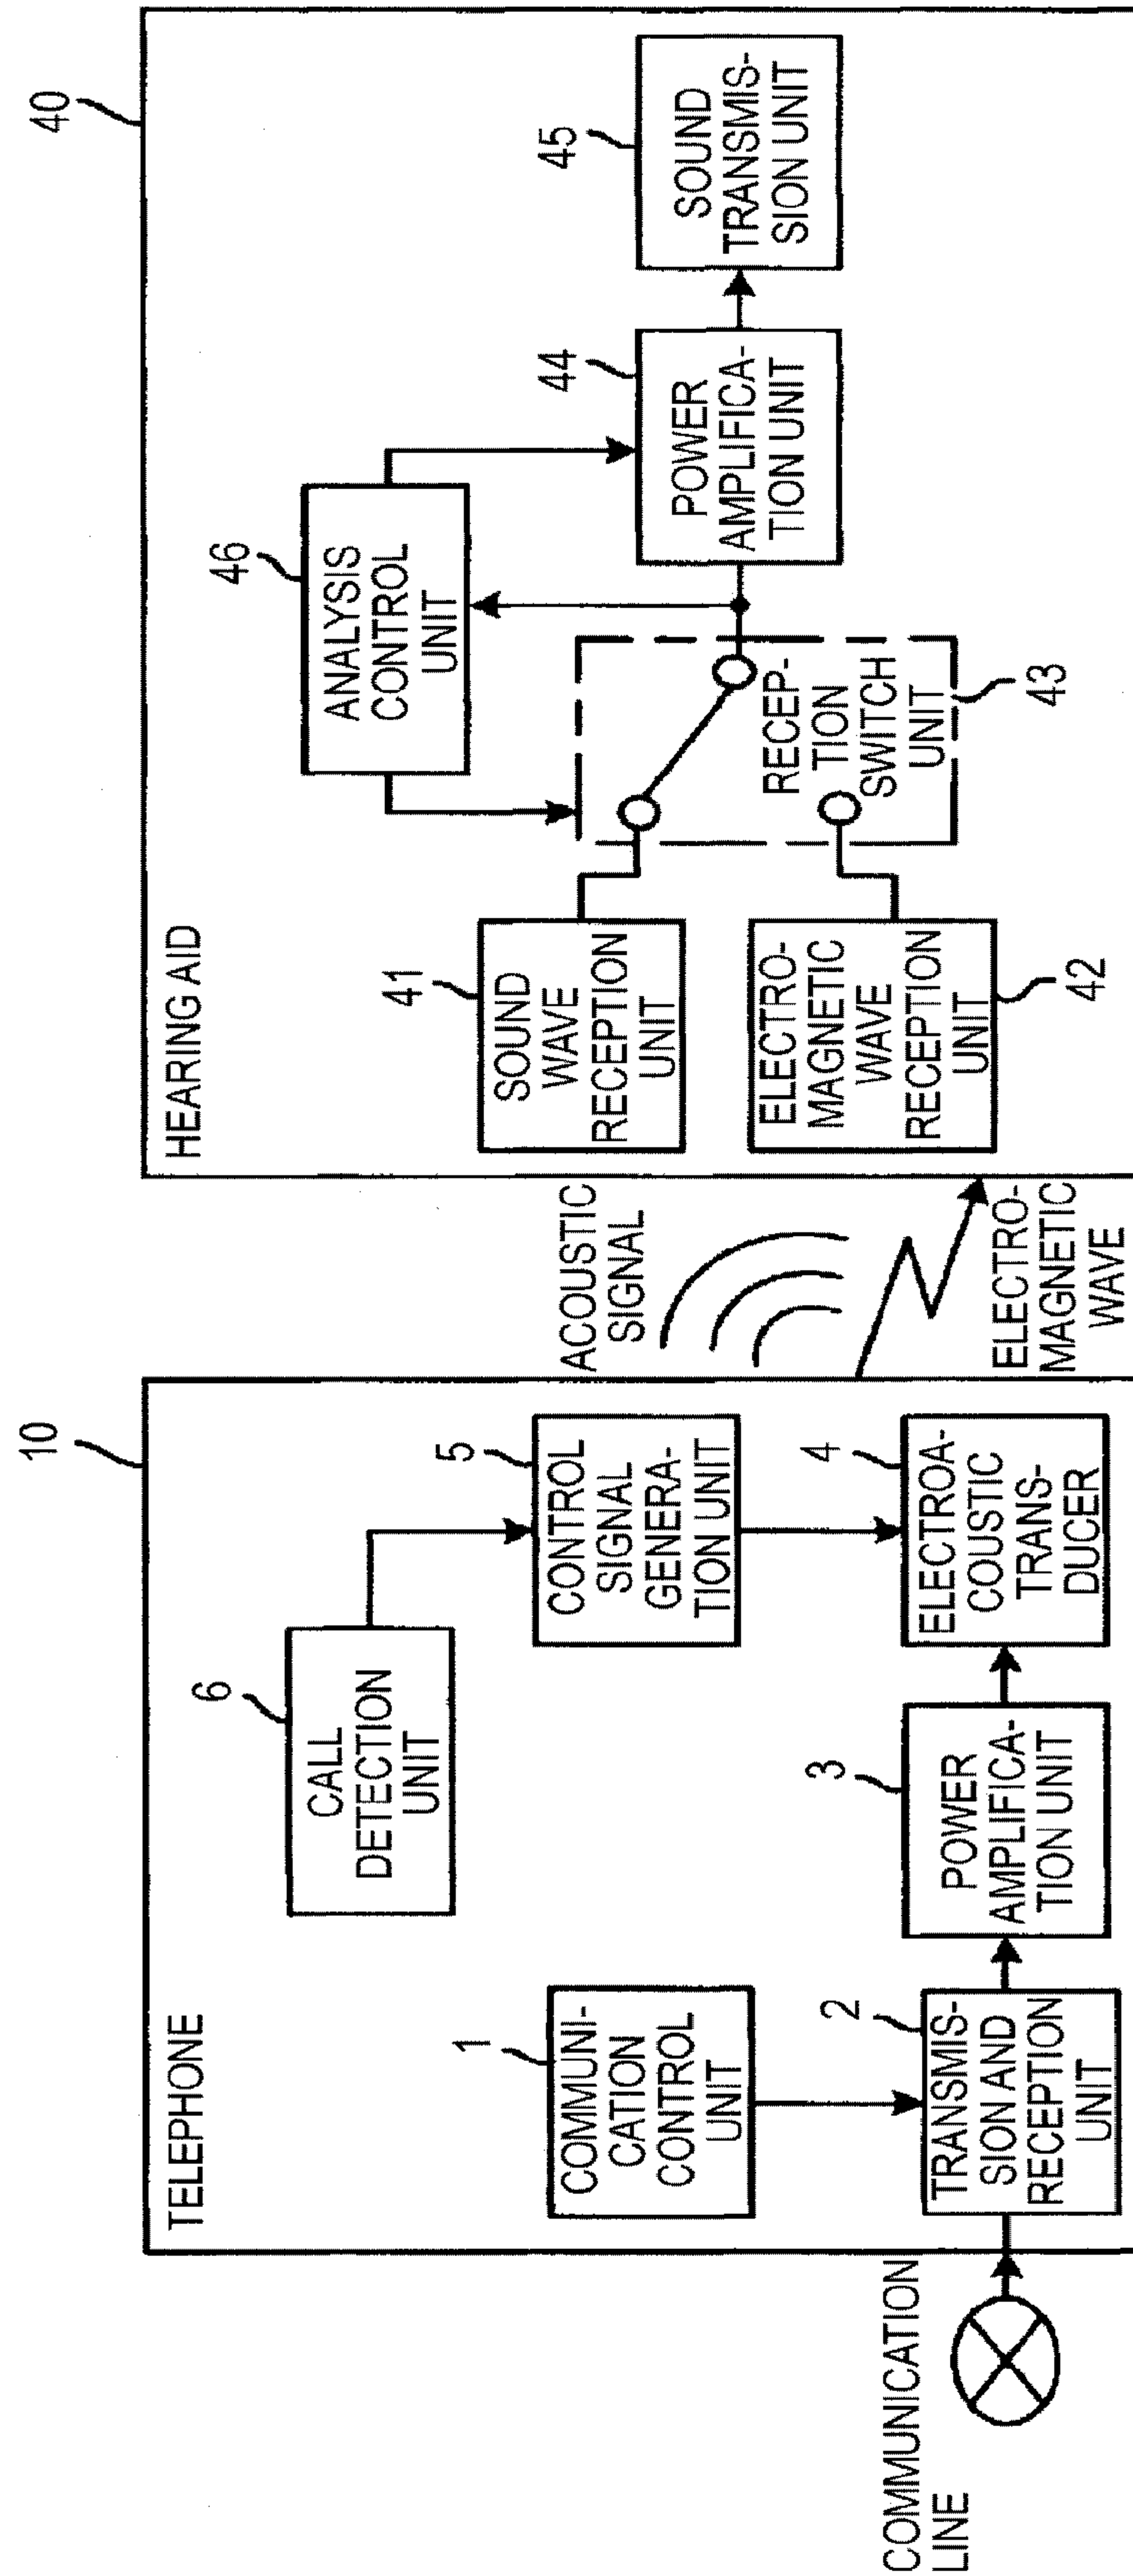 TELEPHONE
10
CALL
DETECTION
UNIT
6
COMMUNI-
CATION
CONTROL
UNIT
1
CONTROL
SIGNAL
GENERA-
TION UNIT
5
TRANSMIS-
SION AND
RECEPTION
UNIT
2
POWER
AMPLIFICA-
TION UNIT
3
ELECTROA-
COUSTIC
TRANS-
DUCER
4
COMMUNICATION
LINE
ACOUSTIC
SIGNAL
ELECTRO-
MAGNETIC
WAVE
HEARING AID
40
ANALYSIS
CONTROL
UNIT
46
SOUND
WAVE
RECEPTION
UNIT
41
ELECTRO-
MAGNETIC
WAVE
RECEPTION
UNIT
42
RECEP-
TION
SWITCH
UNIT
43
POWER
AMPLIFICA-
TION UNIT
44
SOUND
TRANSMIS-
SION UNIT
45